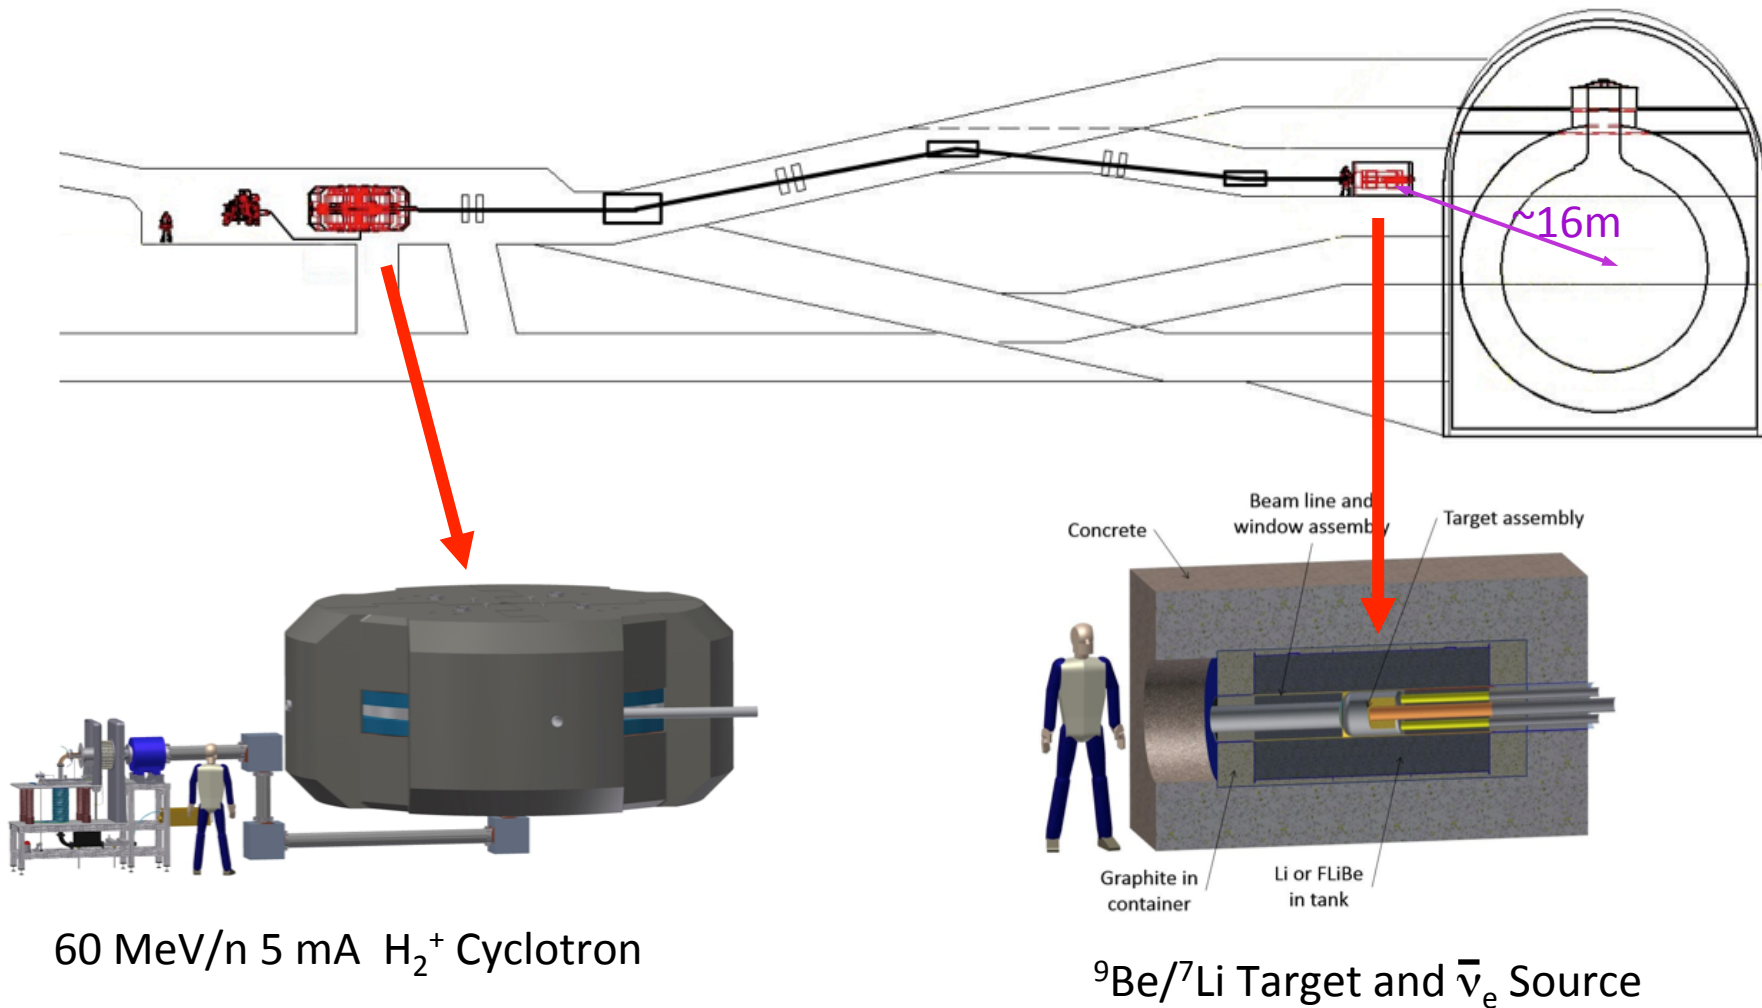 ~16m
Beam line and
window assembly
Target assembly
Concrete
Graphite in
container
Li or FLiBe
in tank
60 MeV/n 5 mA H₂⁺ Cyclotron
⁹Be/⁷Li Target and ν̄ₑ Source